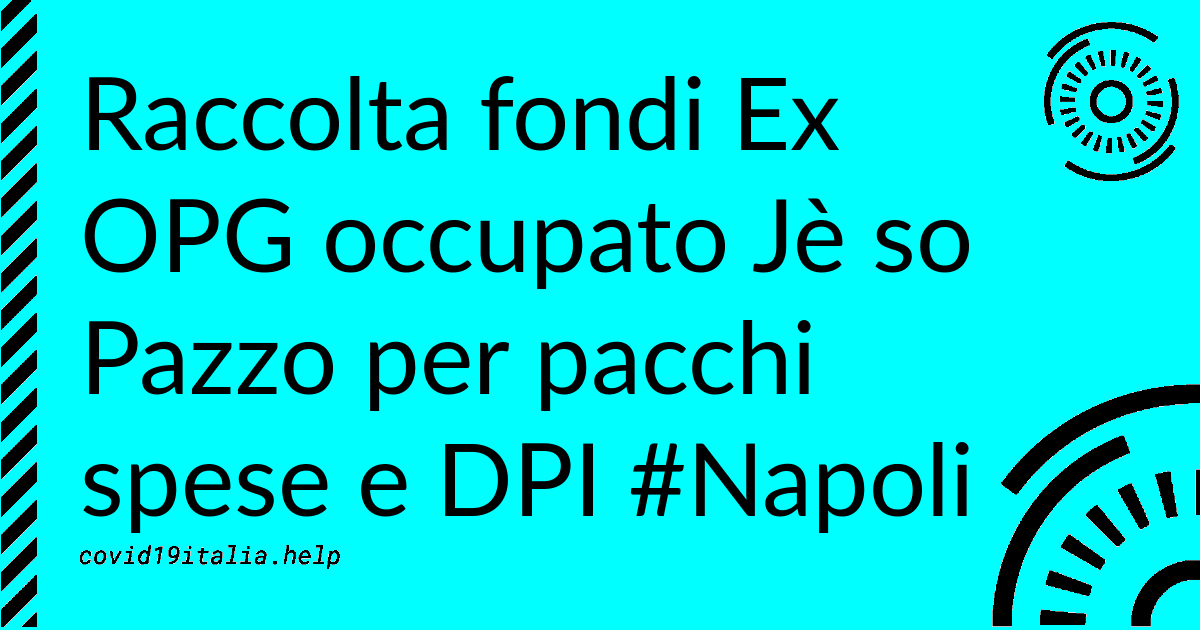 Raccolta fondi Ex
OPG occupato Jè so
Pazzo per pacchi
spese e DPI #Napoli
covid19italia.help